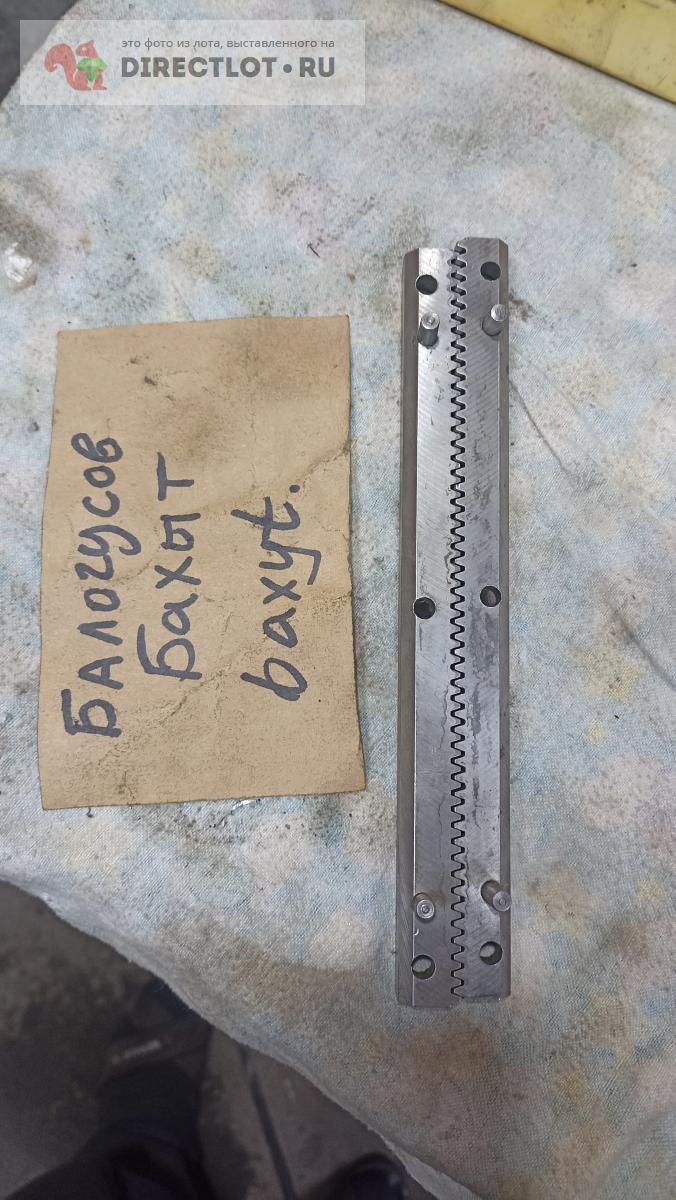 это фото из лота, выставленного на
DIRECTLOT•RU
БАЛОГУСОВ
Бахыт
baxyt.